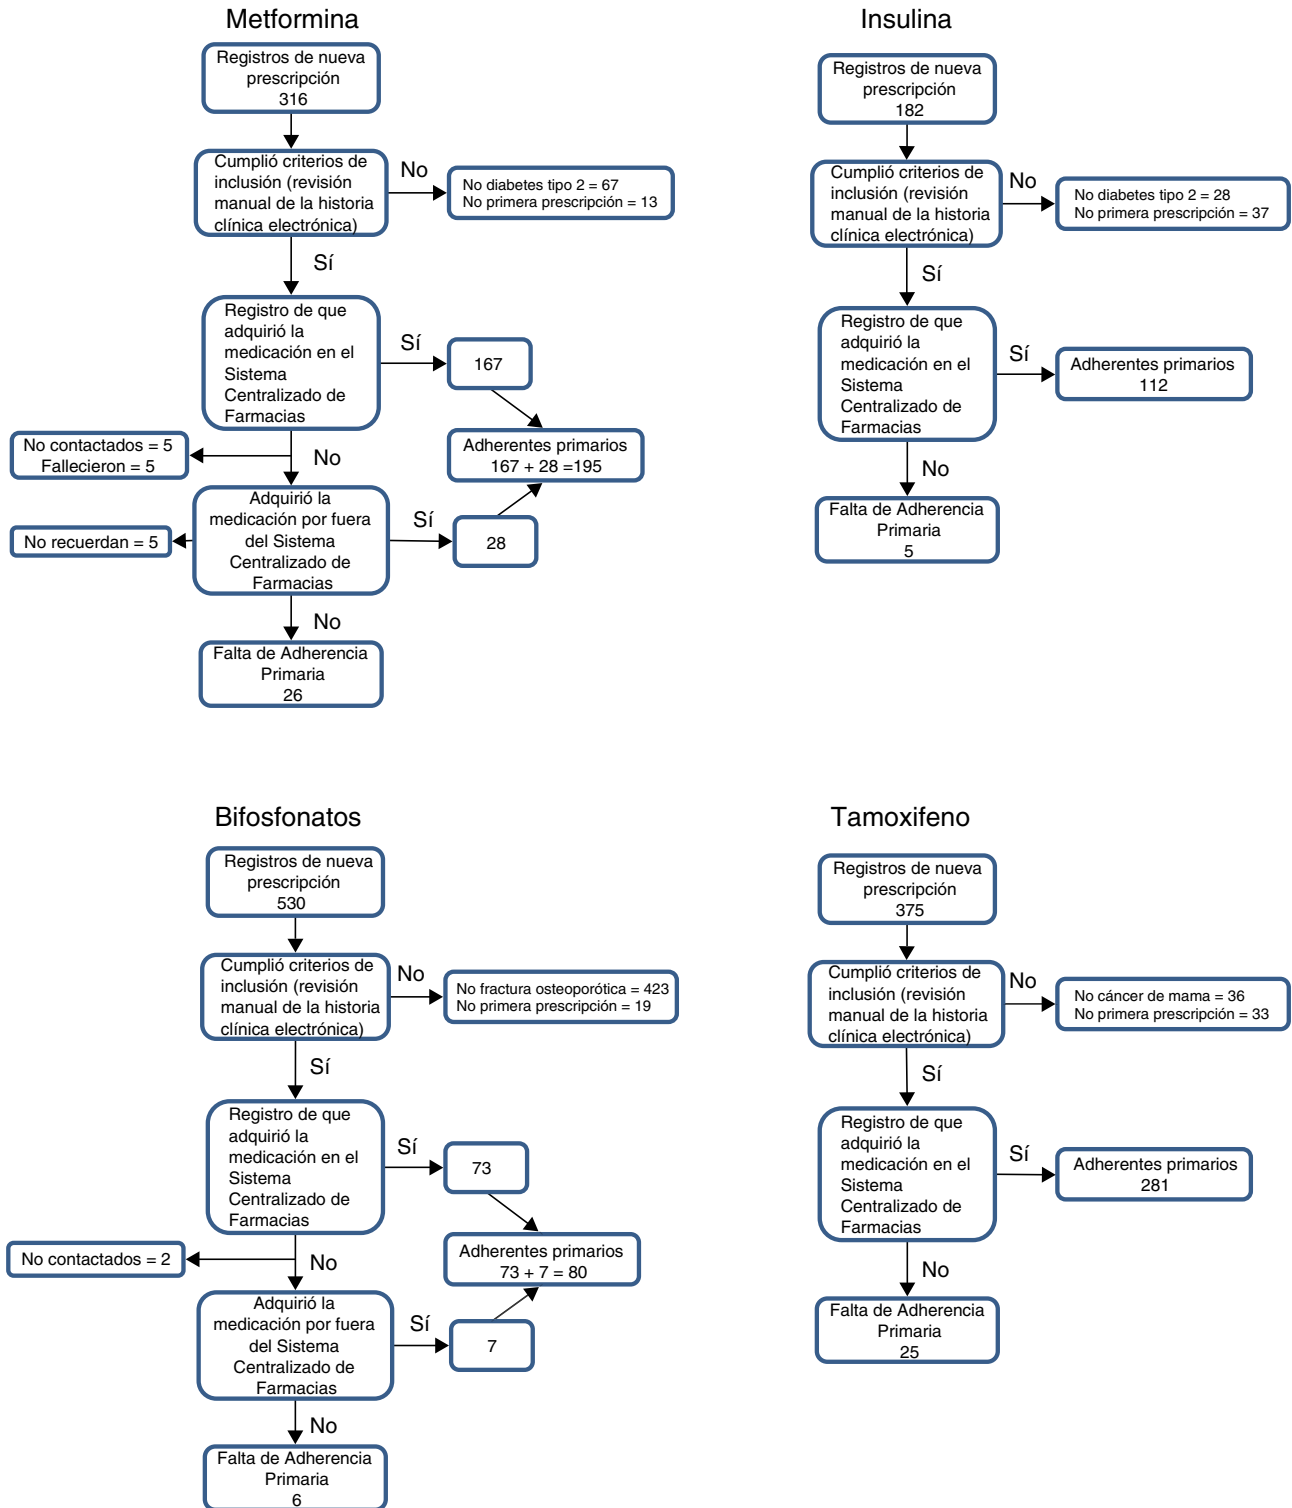 Metformina
Registros de nueva
prescripción
316
Cumplió criterios de
inclusión (revisión
manual de la historia
clínica electrónica)
No
No diabetes tipo 2 = 67
No primera prescripción = 13
Sí
Registro de que
adquirió la
medicación en el
Sistema
Centralizado de
Farmacias
Sí
167
No contactados = 5
Fallecieron = 5
No
Adherentes primarios
167 + 28 =195
Adquirió la
medicación por fuera
del Sistema
Centralizado de
Farmacias
Sí
28
No recuerdan = 5
No
Falta de Adherencia
Primaria
26
Insulina
Registros de nueva
prescripción
182
Cumplió criterios de
inclusión (revisión
manual de la historia
clínica electrónica)
No
No diabetes tipo 2 = 28
No primera prescripción = 37
Sí
Registro de que
adquirió la
medicación en el
Sistema
Centralizado de
Farmacias
Sí
Adherentes primarios
112
No
Falta de Adherencia
Primaria
5
Bifosfonatos
Registros de nueva
prescripción
530
Cumplió criterios de
inclusión (revisión
manual de la historia
clínica electrónica)
No
No fractura osteoporótica = 423
No primera prescripción = 19
Sí
Registro de que
adquirió la
medicación en el
Sistema
Centralizado de
Farmacias
Sí
73
No contactados = 2
No
Adherentes primarios
73 + 7 = 80
Adquirió la
medicación por fuera
del Sistema
Centralizado de
Farmacias
Sí
7
No
Falta de Adherencia
Primaria
6
Tamoxifeno
Registros de nueva
prescripción
375
Cumplió criterios de
inclusión (revisión
manual de la historia
clínica electrónica)
No
No cáncer de mama = 36
No primera prescripción = 33
Sí
Registro de que
adquirió la
medicación en el
Sistema
Centralizado de
Farmacias
Sí
Adherentes primarios
281
No
Falta de Adherencia
Primaria
25